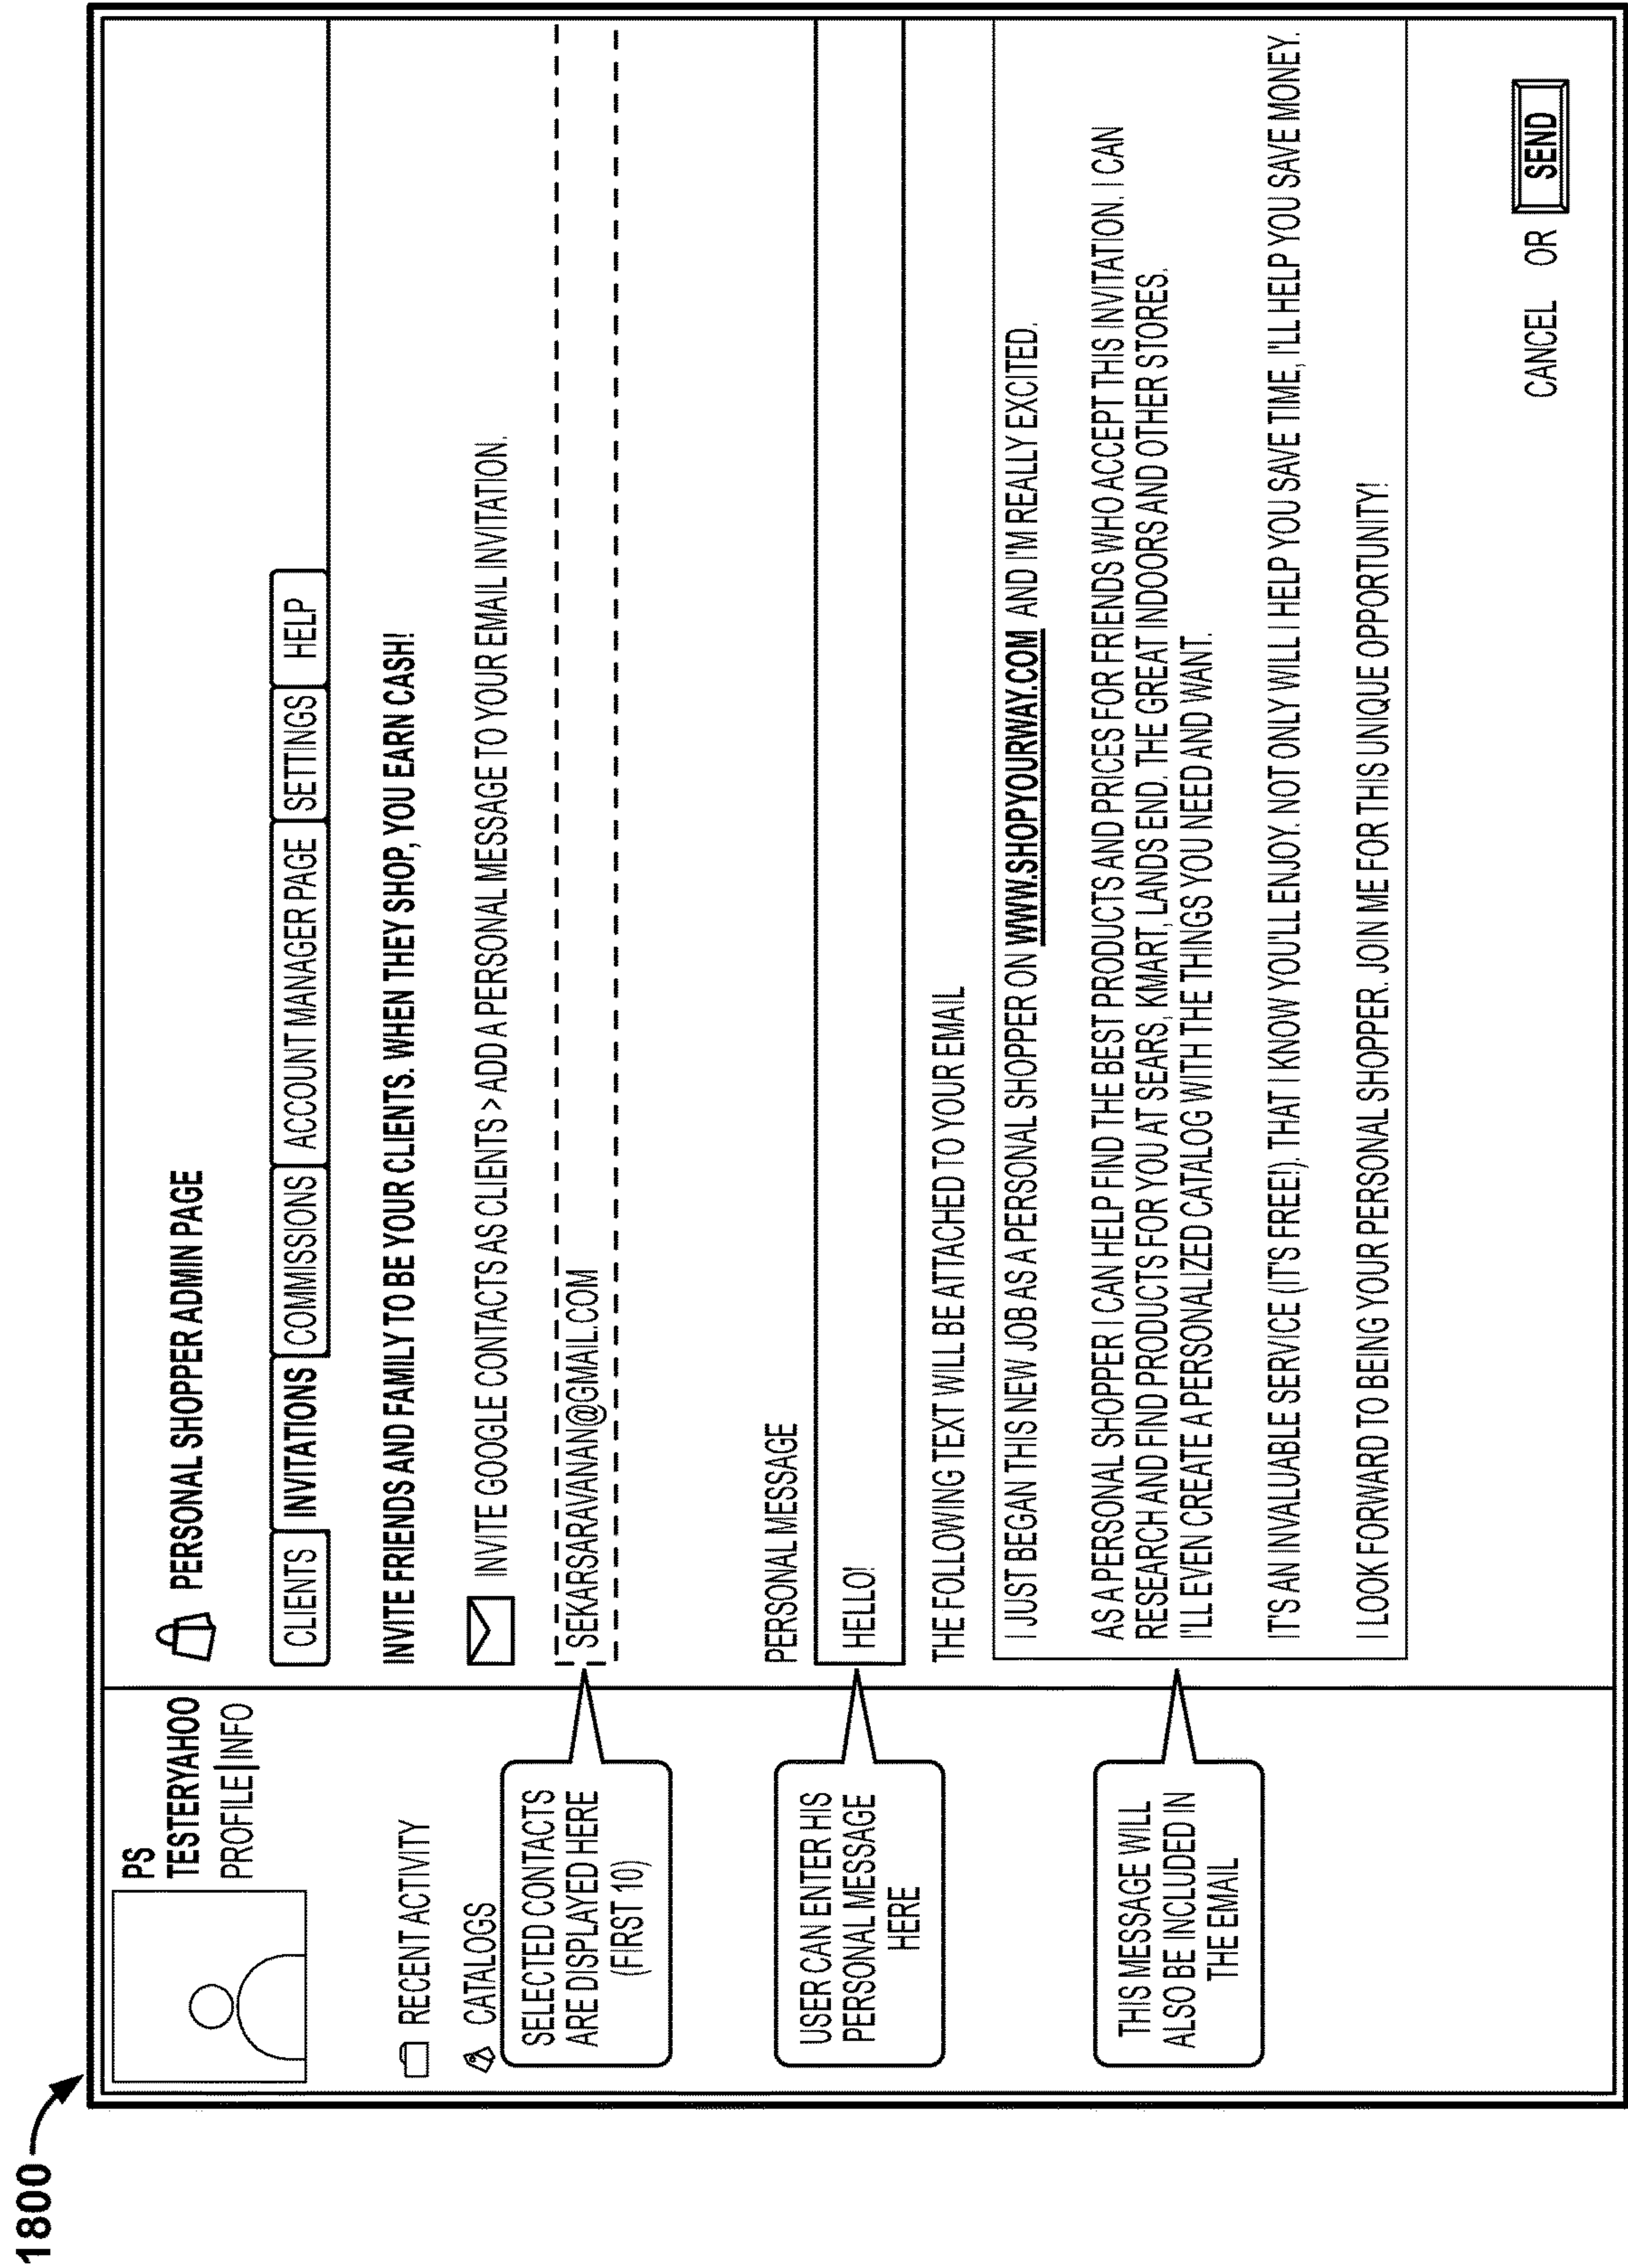 1800
PS
TESTERYAHOO
PROFILE|INFO
RECENT ACTIVITY
CATALOGS
SELECTED CONTACTS
ARE DISPLAYED HERE
(FIRST 10)
USER CAN ENTER HIS
PERSONAL MESSAGE
HERE
THIS MESSAGE WILL
ALSO BE INCLUDED IN
THE EMAIL
PERSONAL SHOPPER ADMIN PAGE
CLIENTS INVITATIONS COMMISSIONS ACCOUNT MANAGER PAGE SETTINGS HELP
INVITE FRIENDS AND FAMILY TO BE YOUR CLIENTS. WHEN THEY SHOP, YOU EARN CASH!
INVITE GOOGLE CONTACTS AS CLIENTS > ADD A PERSONAL MESSAGE TO YOUR EMAIL INVITATION.
SEKARSARAVANAN@GMAIL.COM
PERSONAL MESSAGE
HELLO!
THE FOLLOWING TEXT WILL BE ATTACHED TO YOUR EMAIL
I JUST BEGAN THIS NEW JOB AS A PERSONAL SHOPPER ON WWW.SHOPYOURWAY.COM AND I'M REALLY EXCITED.
AS A PERSONAL SHOPPER I CAN HELP FIND THE BEST PRODUCTS AND PRICES FOR FRIENDS WHO ACCEPT THIS INVITATION. I CAN
RESEARCH AND FIND PRODUCTS FOR YOU AT SEARS, KMART, LANDS END. THE GREAT INDOORS AND OTHER STORES.
I'LL EVEN CREATE A PERSONALIZED CATALOG WITH THE THINGS YOU NEED AND WANT.
IT'S AN INVALUABLE SERVICE (IT'S FREE!). THAT I KNOW YOU'LL ENJOY. NOT ONLY WILL I HELP YOU SAVE TIME, I'LL HELP YOU SAVE MONEY.
I LOOK FORWARD TO BEING YOUR PERSONAL SHOPPER. JOIN ME FOR THIS UNIQUE OPPORTUNITY!
CANCEL OR SEND